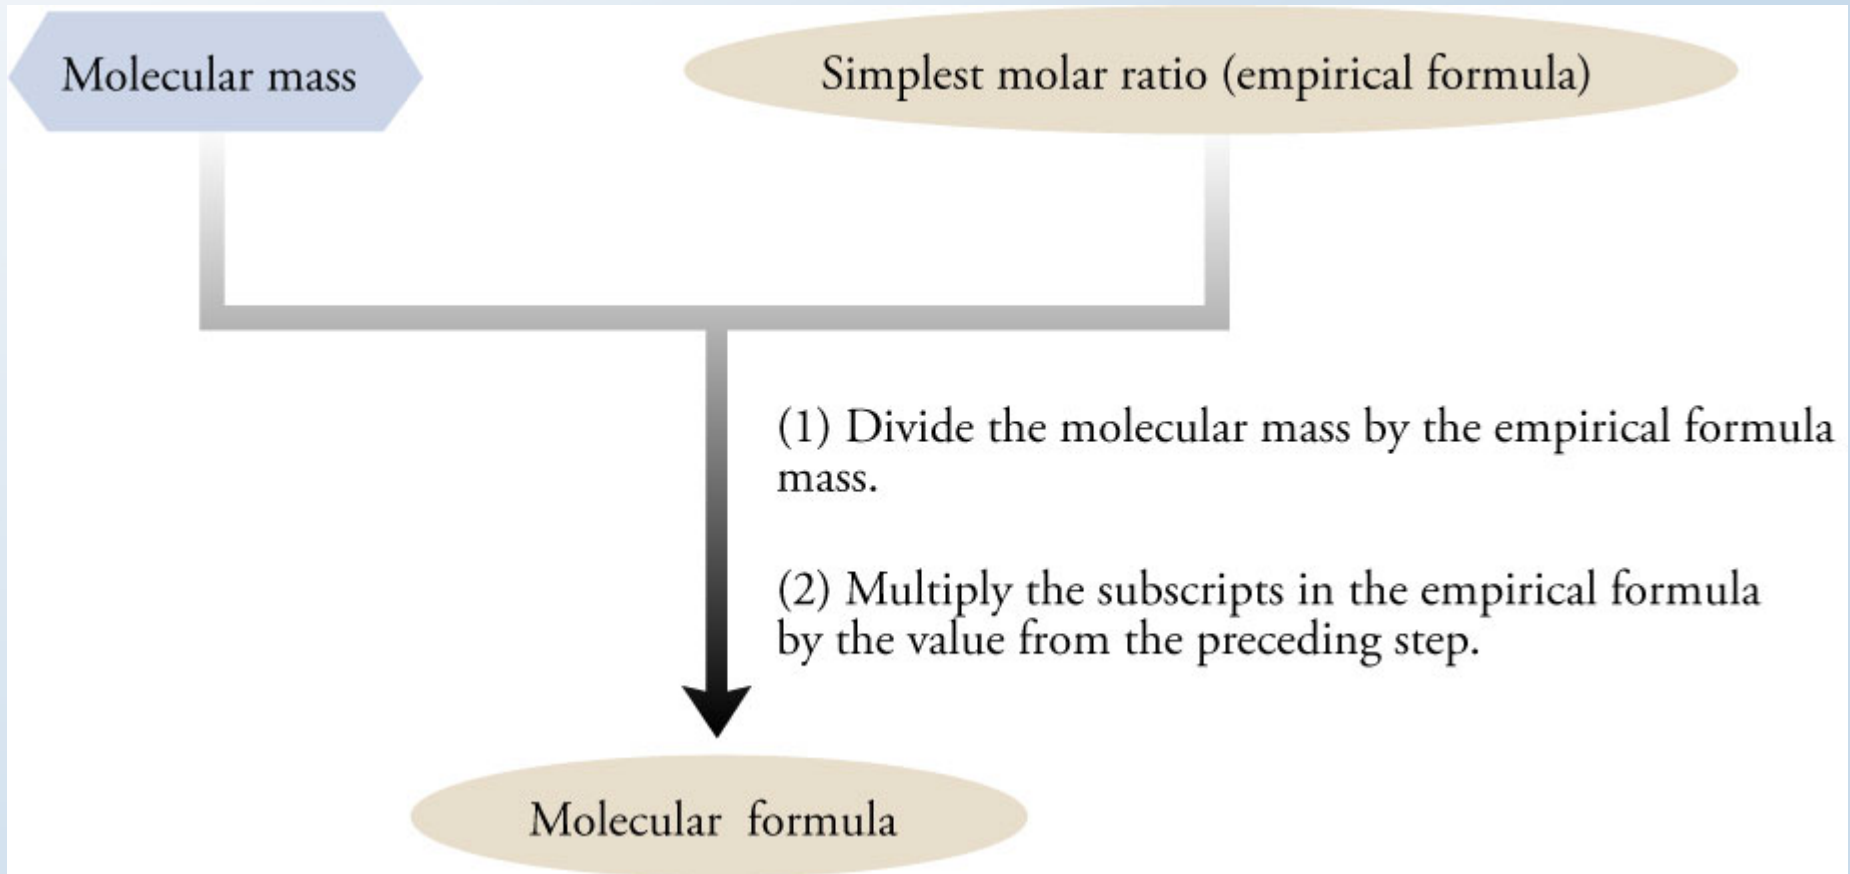 Molecular mass
Simplest molar ratio (empirical formula)
(1) Divide the molecular mass by the empirical formula
mass.
(2) Multiply the subscripts in the empirical formula
by the value from the preceding step.
Molecular formula